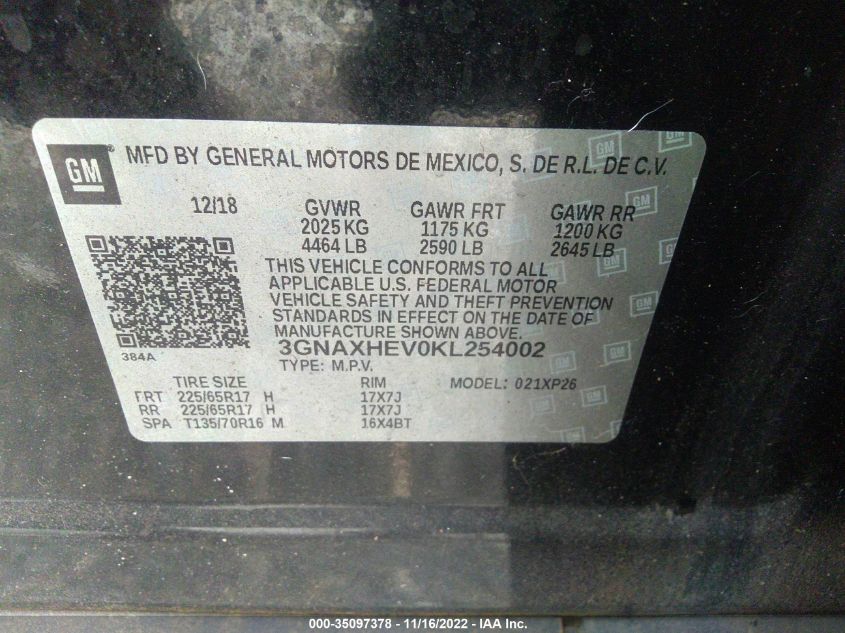 GM MFD BY GENERAL MOTORS DE MEXICO, S. DE R.L. DE C.V.
12/18 GVWR GAWR FRT GAWR RR
2025 KG 1175 KG 1200 KG
4464 LB 2590 LB 2645 LB
THIS VEHICLE CONFORMS TO ALL
APPLICABLE U.S. FEDERAL MOTOR
VEHICLE SAFETY AND THEFT PREVENTION
STANDARDS IN EFFECT ON THE DATE OF
MANUFACTURE SHOWN ABOVE.
384A 3GNAXHEV0KL254002
TYPE: M.P.V.
TIRE SIZE RIM MODEL: 021XP26
FRT 225/65R17 H 17X7J
RR 225/65R17 H 17X7J
SPA T135/70R16 M 16X4BT
000-35097378 - 11/16/2022 - IAA Inc.